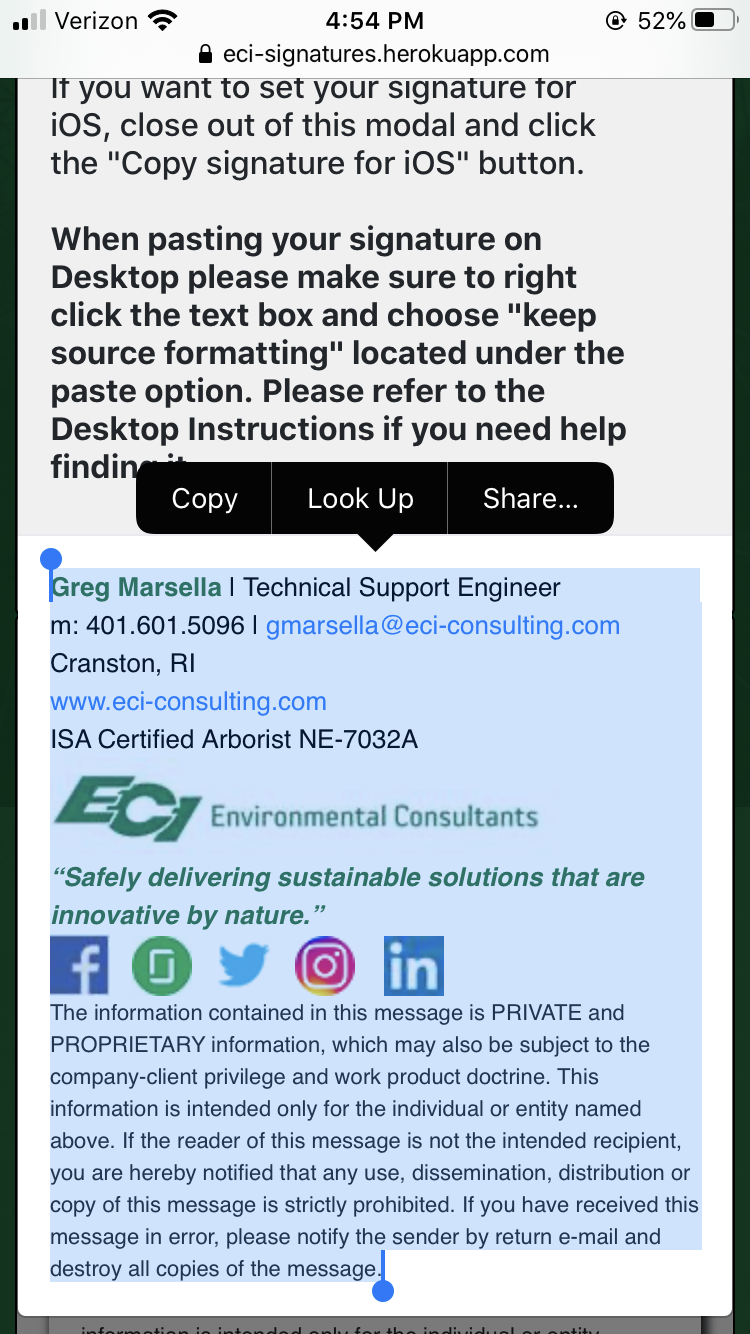 Verizon 4:54 PM 52%
eci-signatures.herokuapp.com
If you want to set your signature for
iOS, close out of this modal and click
the "Copy signature for iOS" button.
When pasting your signature on
Desktop please make sure to right
click the text box and choose "keep
source formatting" located under the
paste option. Please refer to the
Desktop Instructions if you need help
finding it
Copy Look Up Share...
Greg Marsella | Technical Support Engineer
m: 401.601.5096 | gmarsella@eci-consulting.com
Cranston, RI
www.eci-consulting.com
ISA Certified Arborist NE-7032A
ECI Environmental Consultants
“Safely delivering sustainable solutions that are
innovative by nature.”
f in
The information contained in this message is PRIVATE and
PROPRIETARY information, which may also be subject to the
company-client privilege and work product doctrine. This
information is intended only for the individual or entity named
above. If the reader of this message is not the intended recipient,
you are hereby notified that any use, dissemination, distribution or
copy of this message is strictly prohibited. If you have received this
message in error, please notify the sender by return e-mail and
destroy all copies of the message.
information is intended only for the individual or entity